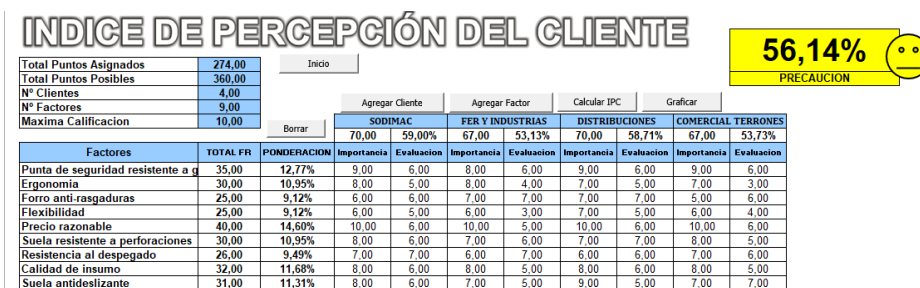 INDICE DE PERCEPCIÓN DEL CLIENTE
56,14%
PRECAUCION
Total Puntos Asignados 274,00
Total Puntos Posibles 360,00
Nº Clientes 4,00
Nº Factores 9,00
Maxima Calificacion 10,00
Inicio
Borrar
Agregar Cliente Agregar Factor Calcular IPC Graficar
SODIMAC FER Y INDUSTRIAS DISTRIBUCIONES COMERCIAL TERRONES
70,00 59,00% 67,00 53,13% 70,00 58,71% 67,00 53,73%
Factores TOTAL FR PONDERACION Importancia Evaluacion Importancia Evaluacion Importancia Evaluacion Importancia Evaluacion
Punta de seguridad resistente a g 35,00 12,77% 9,00 6,00 8,00 6,00 9,00 6,00 9,00 6,00
Ergonomia 30,00 10,95% 8,00 5,00 8,00 4,00 7,00 5,00 7,00 3,00
Forro anti-rasgaduras 25,00 9,12% 6,00 6,00 7,00 7,00 7,00 7,00 5,00 6,00
Flexibilidad 25,00 9,12% 6,00 5,00 6,00 3,00 7,00 5,00 6,00 4,00
Precio razonable 40,00 14,60% 10,00 6,00 10,00 5,00 10,00 6,00 10,00 6,00
Suela resistente a perforaciones 30,00 10,95% 8,00 6,00 7,00 6,00 7,00 7,00 8,00 5,00
Resistencia al despegado 26,00 9,49% 7,00 7,00 6,00 6,00 6,00 7,00 7,00 6,00
Calidad de insumo 32,00 11,68% 8,00 6,00 8,00 5,00 8,00 6,00 8,00 5,00
Suela antideslizante 31,00 11,31% 8,00 6,00 7,00 5,00 9,00 5,00 7,00 7,00